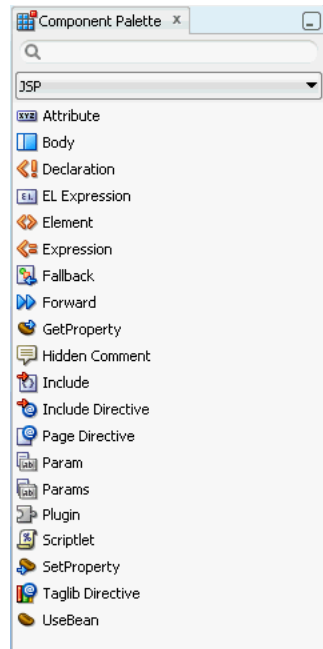 Component Palette
JSP
Attribute
Body
Declaration
EL Expression
Element
Expression
Fallback
Forward
GetProperty
Hidden Comment
Include
Include Directive
Page Directive
Param
Params
Plugin
Scriptlet
SetProperty
Taglib Directive
UseBean